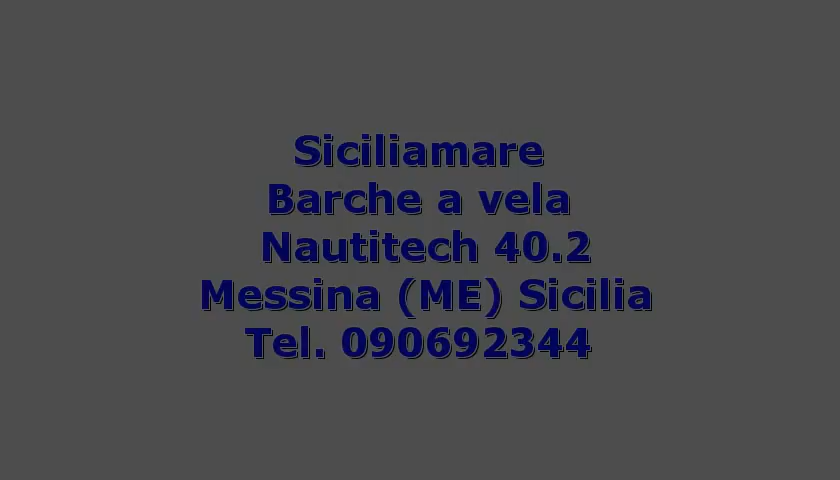 Siciliamare
Barche a vela
Nautitech 40.2
Messina (ME) Sicilia
Tel. 090692344